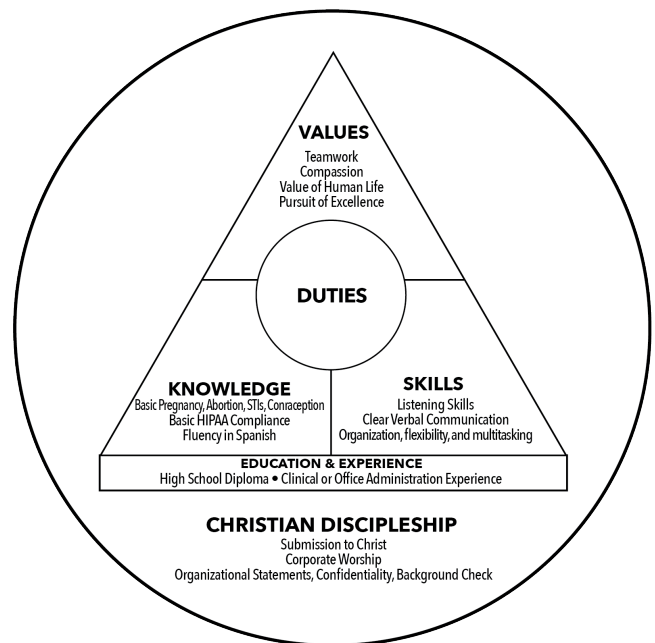 VALUES
Teamwork
Compassion
Value of Human Life
Pursuit of Excellence
DUTIES
KNOWLEDGE
Basic Pregnancy, Abortion, STIs, Conraception
Basic HIPAA Compliance
Fluency in Spanish
SKILLS
Listening Skills
Clear Verbal Communication
Organization, flexibility, and multitasking
EDUCATION & EXPERIENCE
High School Diploma • Clinical or Office Administration Experience
CHRISTIAN DISCIPLESHIP
Submission to Christ
Corporate Worship
Organizational Statements, Confidentiality, Background Check